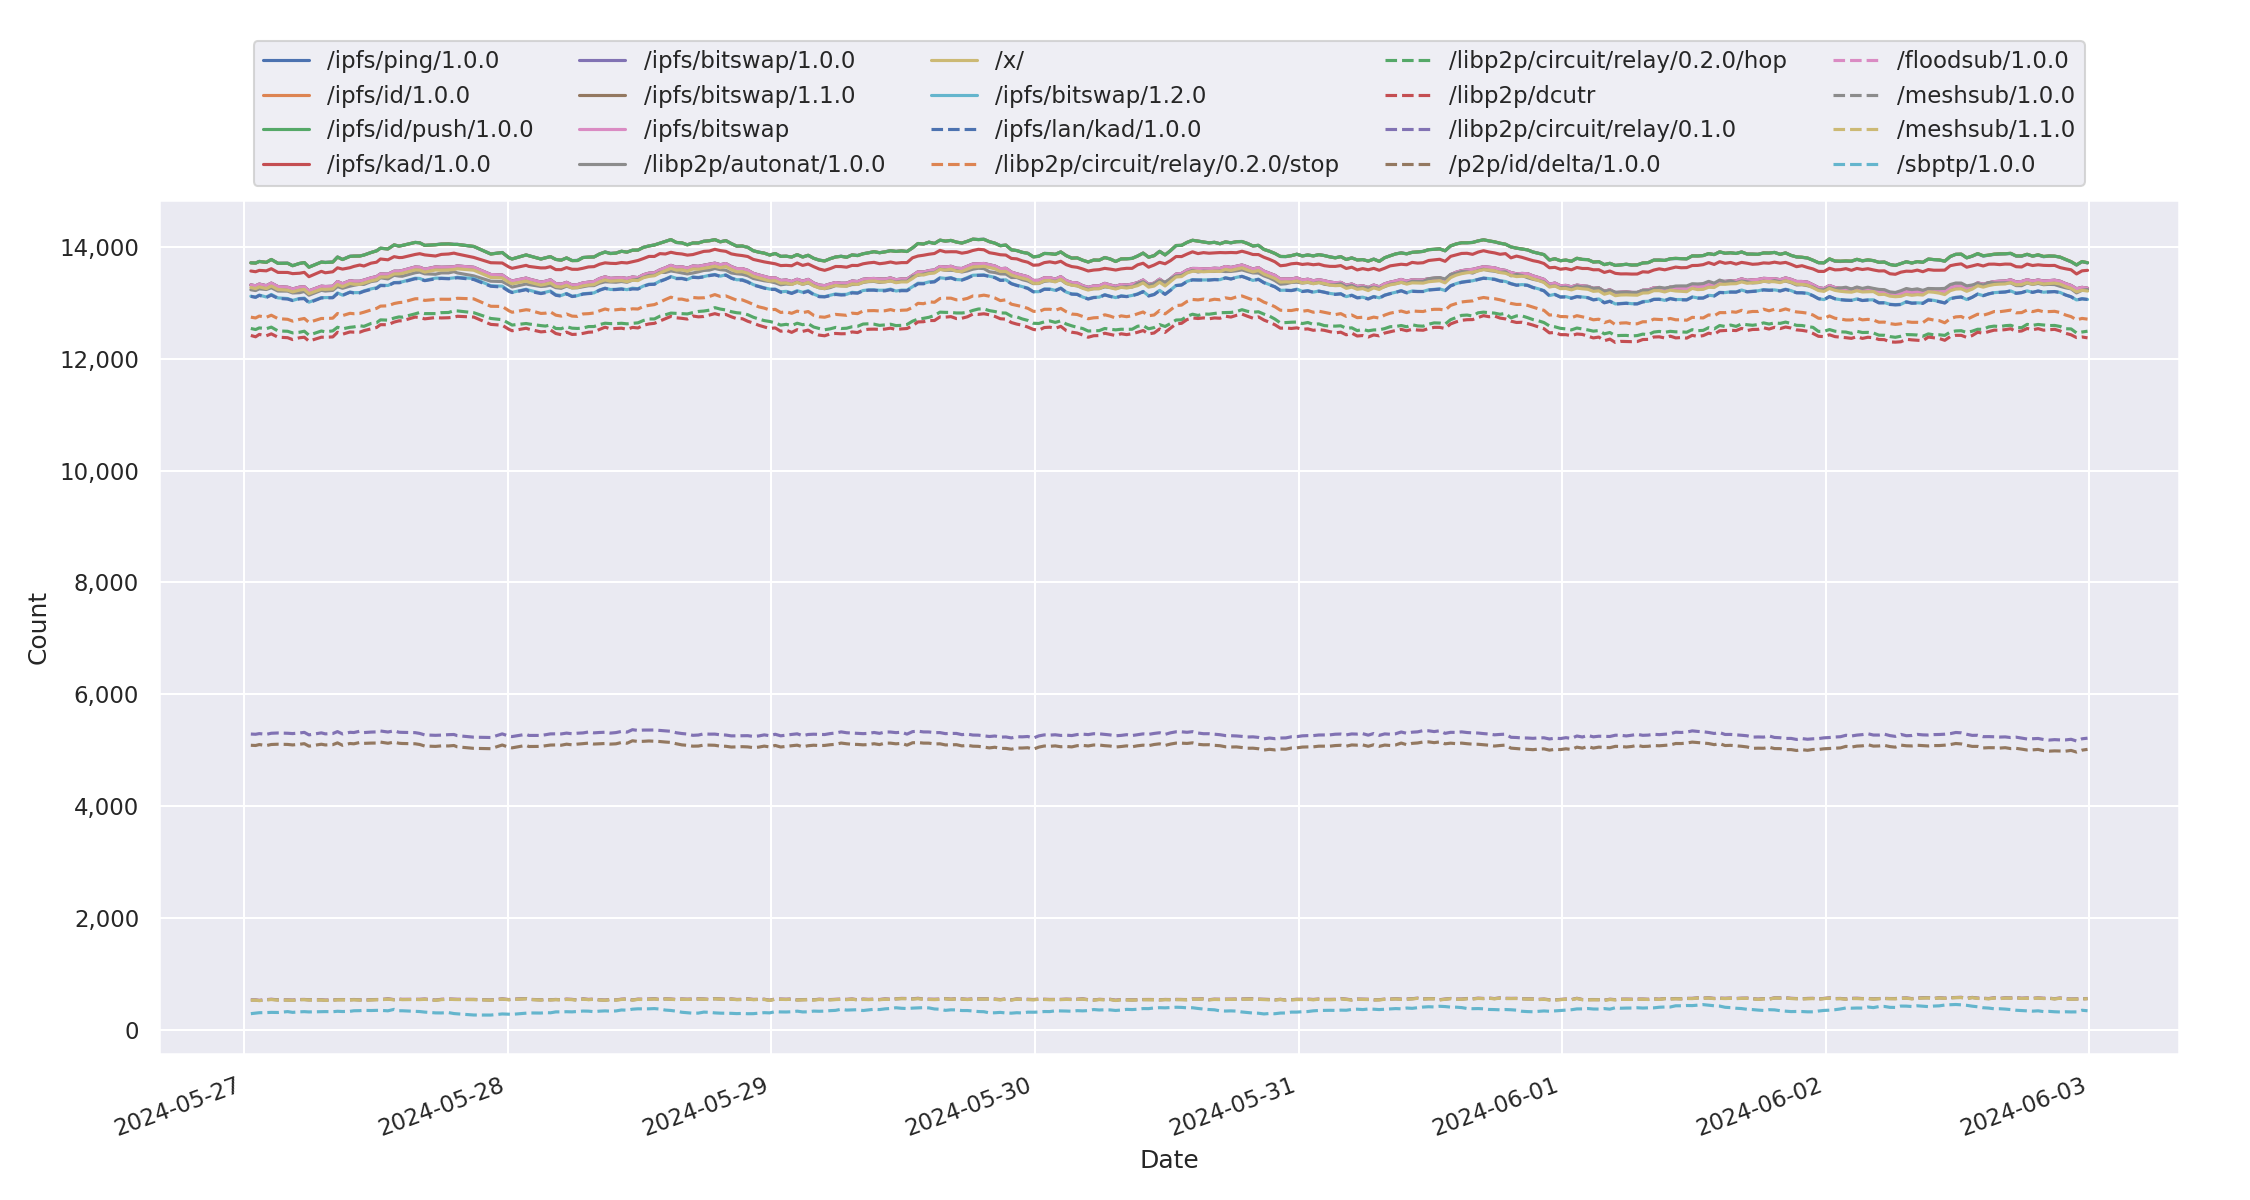 /ipfs/ping/1.0.0
/ipfs/id/1.0.0
/ipfs/id/push/1.0.0
/ipfs/kad/1.0.0
/ipfs/bitswap/1.0.0
/ipfs/bitswap/1.1.0
/ipfs/bitswap
/libp2p/autonat/1.0.0
/x/
/ipfs/bitswap/1.2.0
/ipfs/lan/kad/1.0.0
/libp2p/circuit/relay/0.2.0/stop
/libp2p/circuit/relay/0.2.0/hop
/libp2p/dcutr
/libp2p/circuit/relay/0.1.0
/p2p/id/delta/1.0.0
/floodsub/1.0.0
/meshsub/1.0.0
/meshsub/1.1.0
/sbptp/1.0.0
14,000
12,000
10,000
8,000
6,000
4,000
2,000
0
Count
2024-05-27
2024-05-28
2024-05-29
2024-05-30
2024-05-31
2024-06-01
2024-06-02
2024-06-03
Date